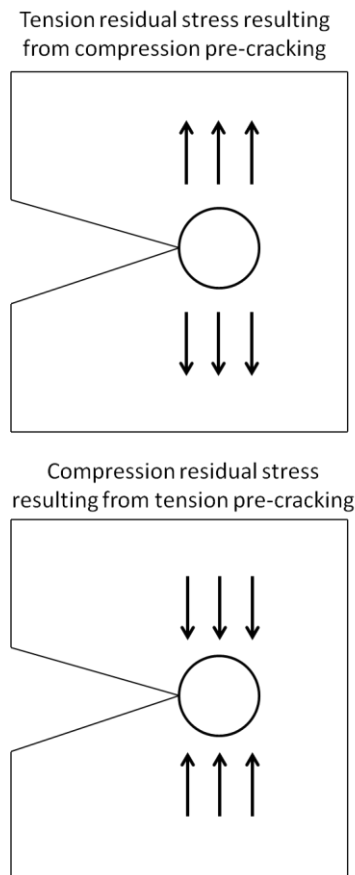 Tension residual stress resulting
from compression pre-cracking
Compression residual stress
resulting from tension pre-cracking